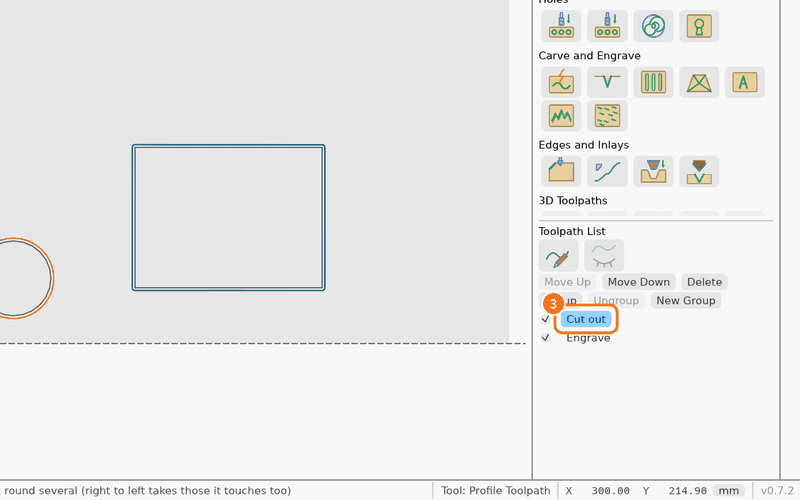 Holes
Carve and Engrave
A
Edges and Inlays
3D Toolpaths
Toolpath List
Move Up Move Down Delete
up Ungroup New Group
3
Cut out
Engrave
round several (right to left takes those it touches too) Tool: Profile Toolpath X 300.00 Y 214.90 mm v0.7.2